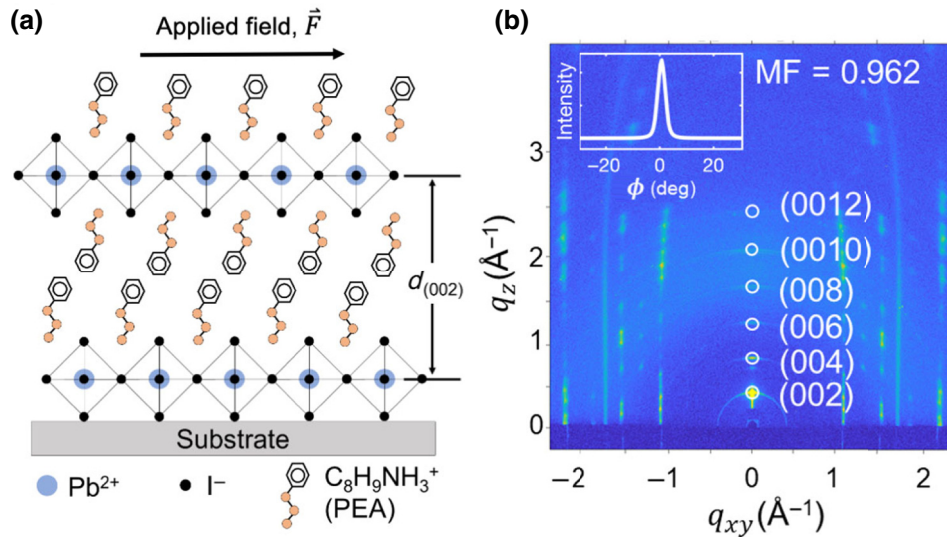 (a)
Applied field, F⃗
d(002)
Substrate
Pb²⁺
I⁻
C₈H₉NH₃⁺
(PEA)
(b)
MF = 0.962
Intensity
−20 0 20
ϕ (deg)
3
2
1
0
qz(Å⁻¹)
(0012)
(0010)
(008)
(006)
(004)
(002)
−2 −1 0 1 2
qxy(Å⁻¹)